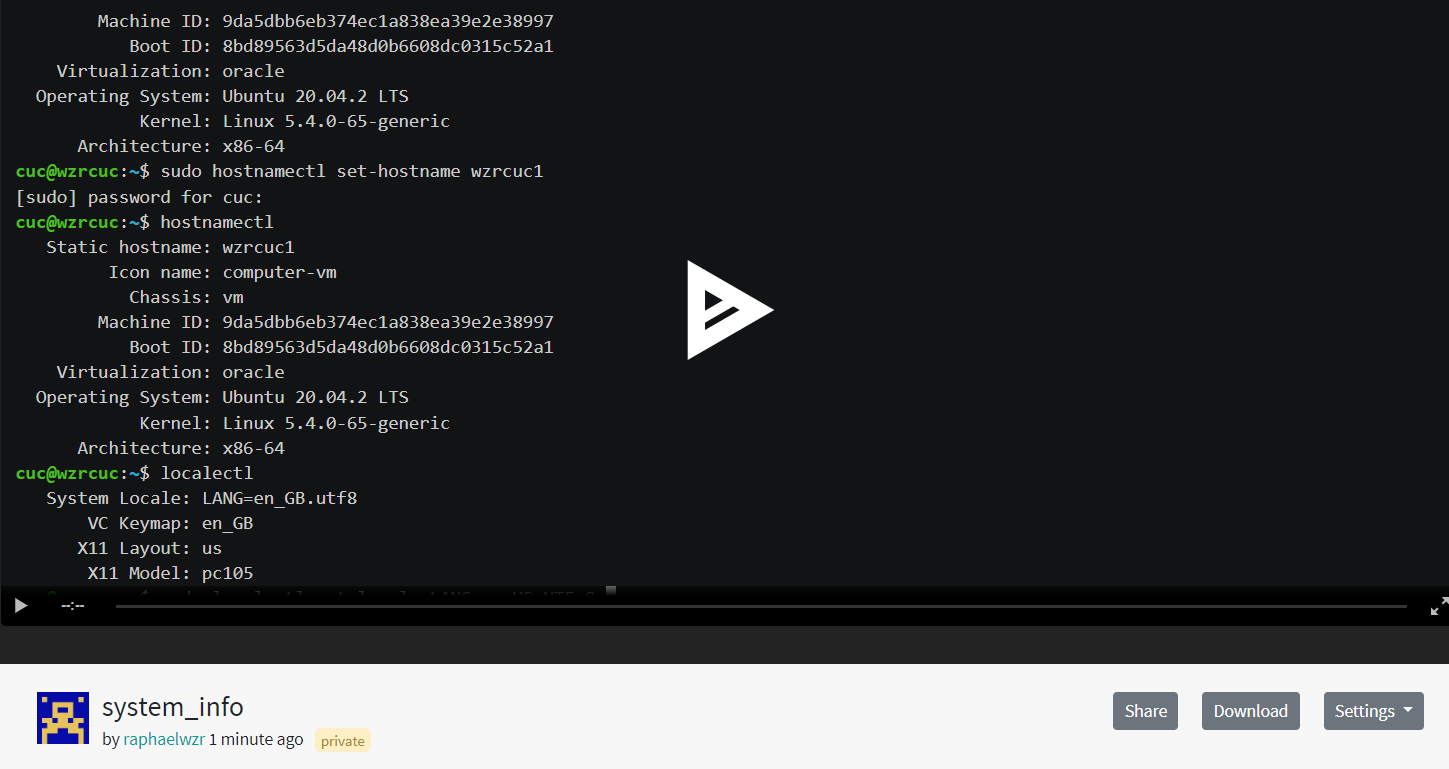 Machine ID: 9da5dbb6eb374ec1a838ea39e2e38997
Boot ID: 8bd89563d5da48d0b6608dc0315c52a1
Virtualization: oracle
Operating System: Ubuntu 20.04.2 LTS
Kernel: Linux 5.4.0-65-generic
Architecture: x86-64
cuc@wzrcuc:~$ sudo hostnamectl set-hostname wzrcuc1
[sudo] password for cuc:
cuc@wzrcuc:~$ hostnamectl
Static hostname: wzrcuc1
Icon name: computer-vm
Chassis: vm
Machine ID: 9da5dbb6eb374ec1a838ea39e2e38997
Boot ID: 8bd89563d5da48d0b6608dc0315c52a1
Virtualization: oracle
Operating System: Ubuntu 20.04.2 LTS
Kernel: Linux 5.4.0-65-generic
Architecture: x86-64
cuc@wzrcuc:~$ localectl
System Locale: LANG=en_GB.utf8
VC Keymap: en_GB
X11 Layout: us
X11 Model: pc105
--:--
system_info
by raphaelwzr 1 minute ago private
Share Download Settings